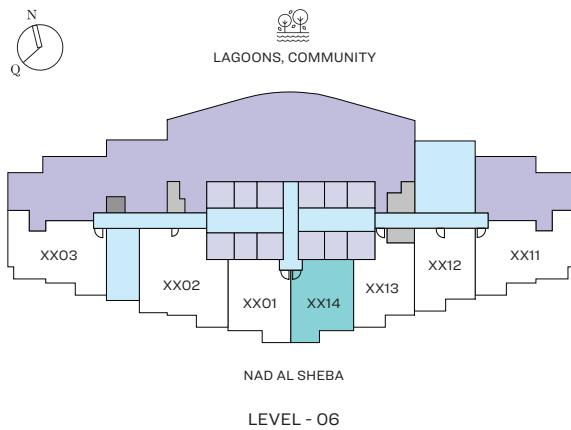 N
Q
LAGOONS, COMMUNITY
XX03
XX02
XX01
XX14
XX13
XX12
XX11
NAD AL SHEBA
LEVEL - 06